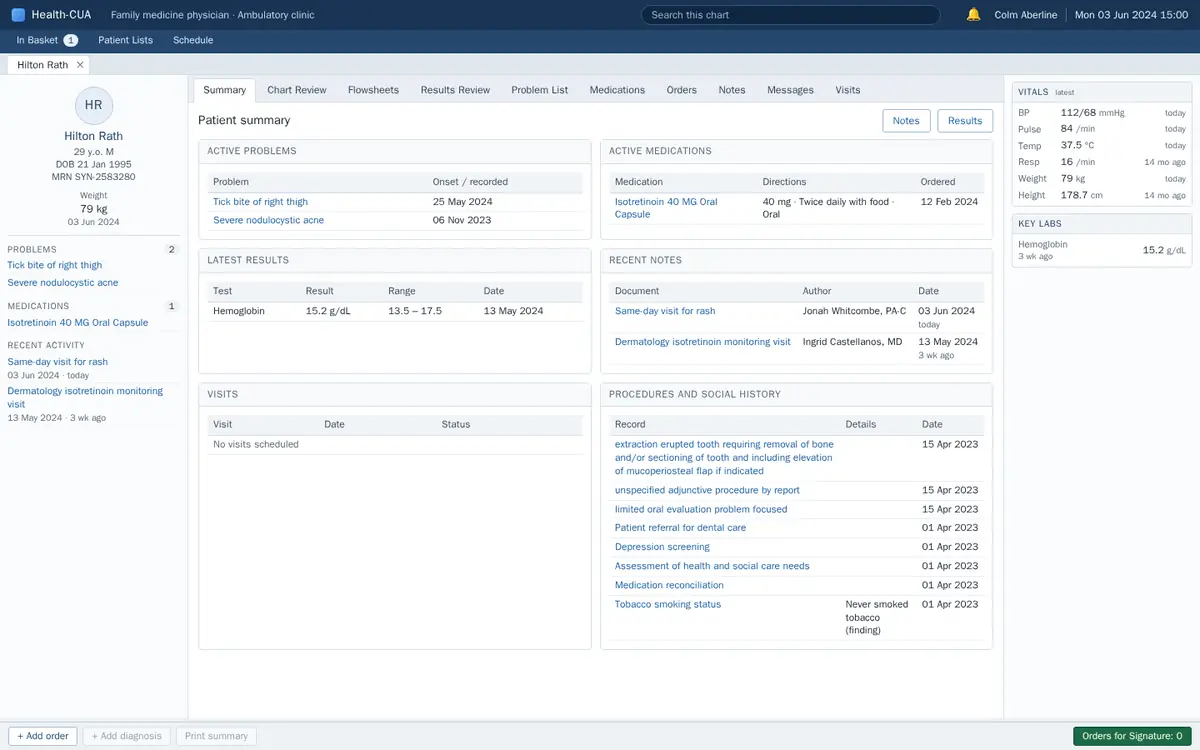 Health-CUA Family medicine physician · Ambulatory clinic Search this chart Colm Aberline Mon 03 Jun 2024 15:00
In Basket 1 Patient Lists Schedule
Hilton Rath ×
HR
Hilton Rath
29 y.o. M
DOB 21 Jan 1995
MRN SYN-2583280
Weight
79 kg
03 Jun 2024
PROBLEMS 2
Tick bite of right thigh
Severe nodulocystic acne
MEDICATIONS 1
Isotretinoin 40 MG Oral Capsule
RECENT ACTIVITY
Same-day visit for rash
03 Jun 2024 · today
Dermatology isotretinoin monitoring
visit
13 May 2024 · 3 wk ago
Summary Chart Review Flowsheets Results Review Problem List Medications Orders Notes Messages Visits
Patient summary Notes Results
ACTIVE PROBLEMS
Problem Onset / recorded
Tick bite of right thigh 25 May 2024
Severe nodulocystic acne 06 Nov 2023
ACTIVE MEDICATIONS
Medication Directions Ordered
Isotretinoin 40 MG Oral 40 mg · Twice daily with food · 12 Feb 2024
Capsule Oral
LATEST RESULTS
Test Result Range Date
Hemoglobin 15.2 g/dL 13.5 – 17.5 13 May 2024
RECENT NOTES
Document Author Date
Same-day visit for rash Jonah Whitcombe, PA-C 03 Jun 2024
today
Dermatology isotretinoin monitoring visit Ingrid Castellanos, MD 13 May 2024
3 wk ago
VISITS
Visit Date Status
No visits scheduled
PROCEDURES AND SOCIAL HISTORY
Record Details Date
extraction erupted tooth requiring removal of bone 15 Apr 2023
and/or sectioning of tooth and including elevation
of mucoperiosteal flap if indicated
unspecified adjunctive procedure by report 15 Apr 2023
limited oral evaluation problem focused 15 Apr 2023
Patient referral for dental care 01 Apr 2023
Depression screening 01 Apr 2023
Assessment of health and social care needs 01 Apr 2023
Medication reconciliation 01 Apr 2023
Tobacco smoking status Never smoked 01 Apr 2023
tobacco
(finding)
VITALS latest
BP 112/68 mmHg today
Pulse 84 /min today
Temp 37.5 °C today
Resp 16 /min 14 mo ago
Weight 79 kg today
Height 178.7 cm 14 mo ago
KEY LABS
Hemoglobin 15.2 g/dL
3 wk ago
+ Add order + Add diagnosis Print summary Orders for Signature: 0